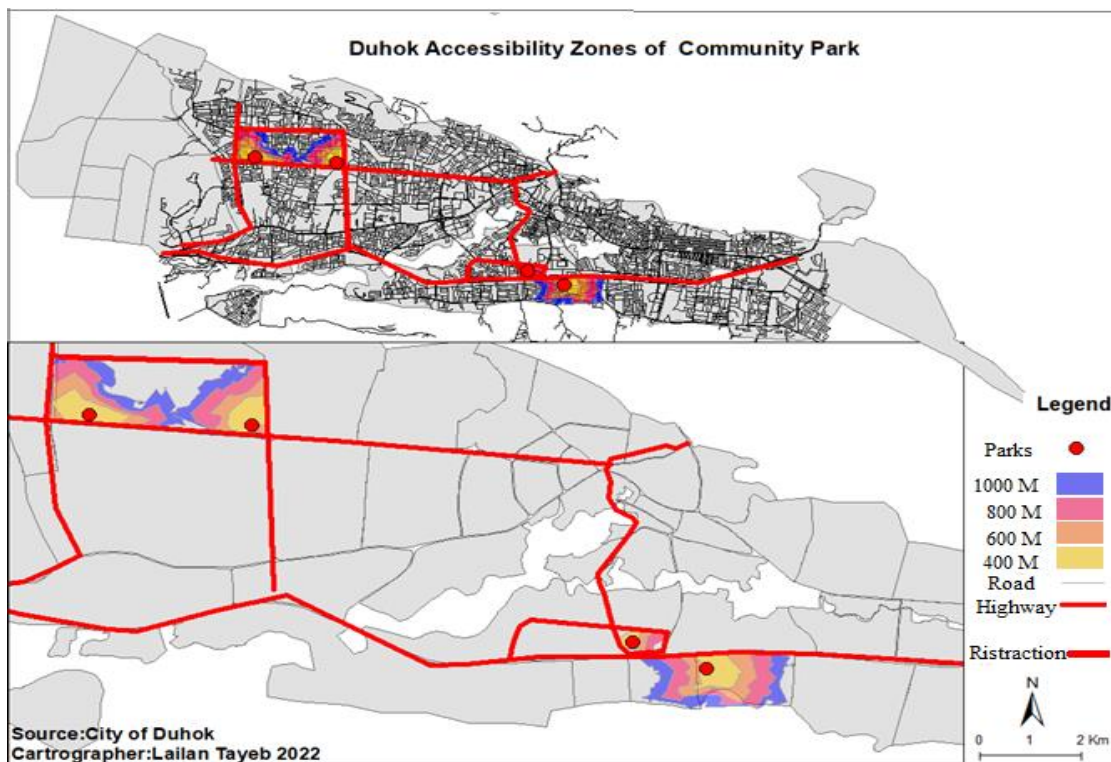 Duhok Accessibility Zones of Community Park
Legend
Parks
1000 M
800 M
600 M
400 M
Road
Highway
Ristraction
N
0 1 2 Km
Source:City of Duhok
Cartrographer:Lailan Tayeb 2022